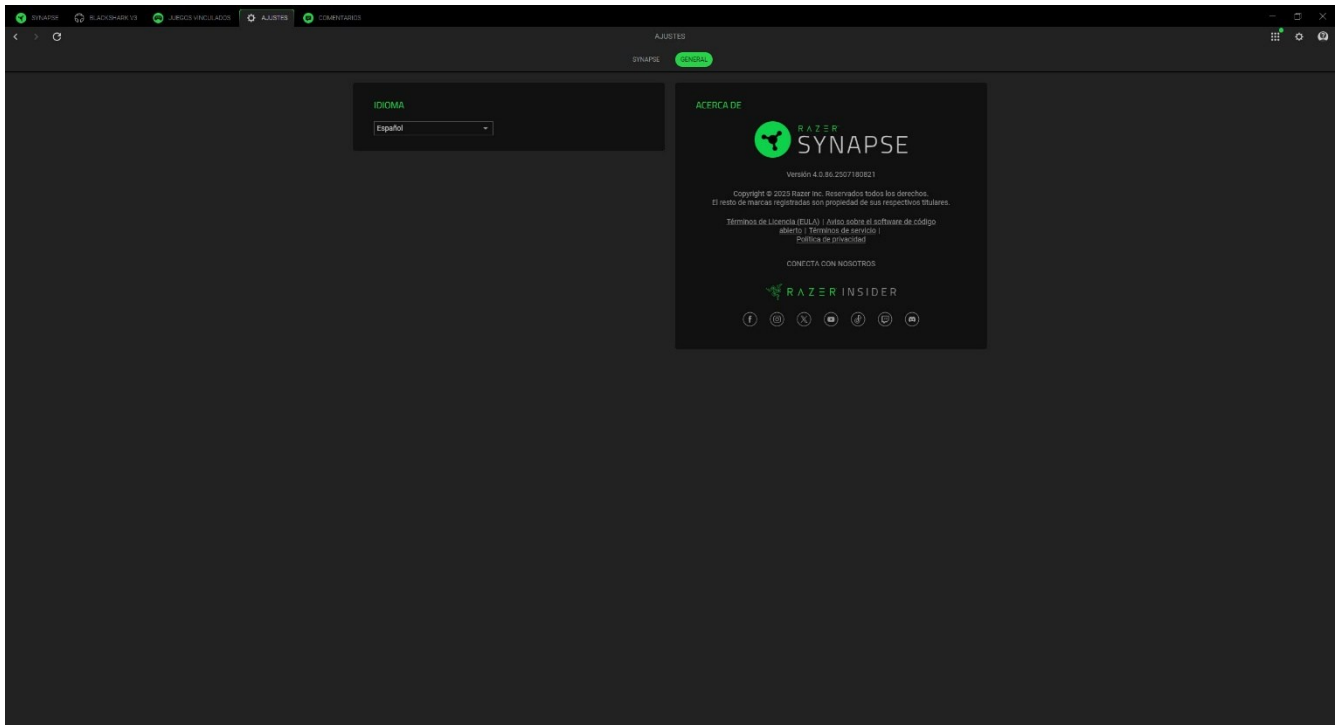 SYNAPSE BLACKSHARK V3 JUEGOS VINCULADOS AJUSTES COMENTARIOS
AJUSTES
SYNAPSE GENERAL
IDIOMA
Español
ACERCA DE
RAZER
SYNAPSE
Versión 4.0.86.2507180821
Copyright © 2025 Razer Inc. Reservados todos los derechos.
El resto de marcas registradas son propiedad de sus respectivos titulares.
Términos de Licencia (EULA) | Aviso sobre el software de código
abierto | Términos de servicio |
Política de privacidad
CONECTA CON NOSOTROS
RAZER INSIDER